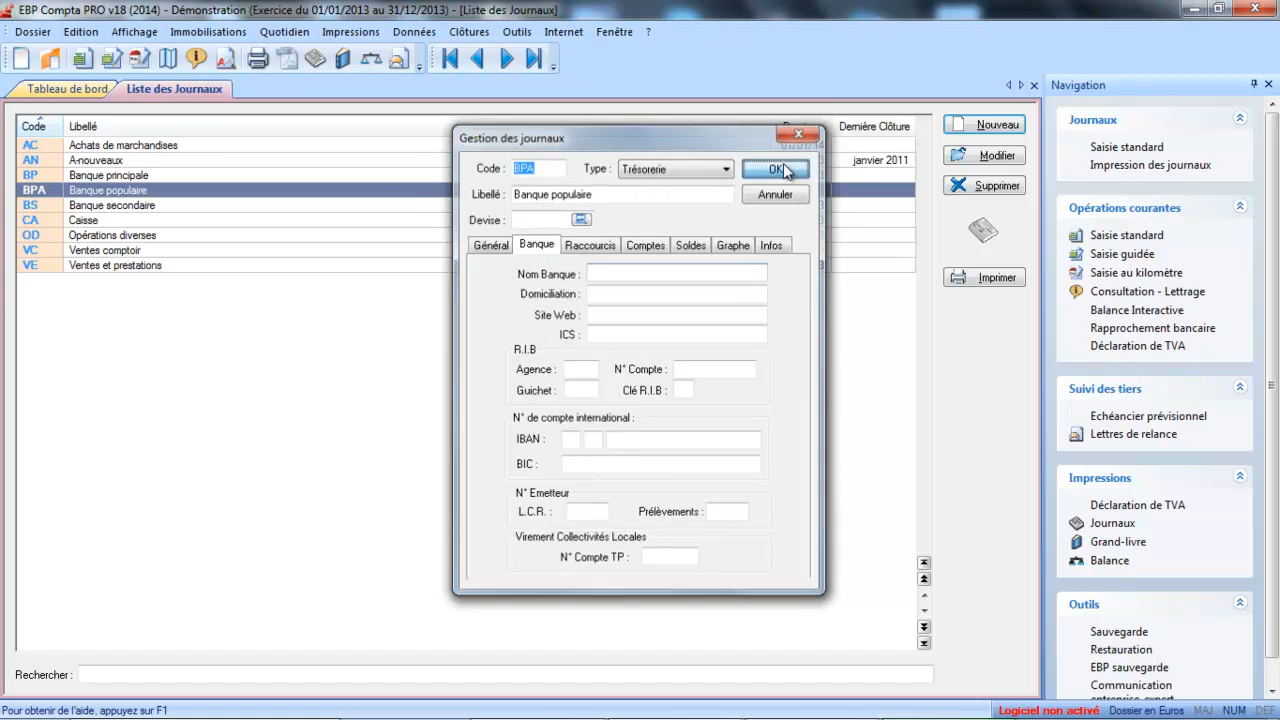 EBP Compta PRO v18 (2014) - Démonstration (Exercice du 01/01/2013 au 31/12/2013) - [Liste des Journaux]
Dossier Edition Affichage Immobilisations Quotidien Impressions Données Clôtures Outils Internet Fenêtre ?
Tableau de bord Liste des Journaux
Code Libellé Dernière Clôture
AC Achats de marchandises
AN A-nouveaux janvier 2011
BP Banque principale
BPA Banque populaire
BS Banque secondaire
CA Caisse
OD Opérations diverses
VC Ventes comptoir
VE Ventes et prestations
Rechercher :
Gestion des journaux
Code : BPA Type : Trésorerie OK
Libellé : Banque populaire Annuler
Devise :
Général Banque Raccourcis Comptes Soldes Graphe Infos
Nom Banque :
Domiciliation :
Site Web :
ICS :
R.I.B
Agence : N° Compte :
Guichet : Clé R.I.B :
N° de compte international :
IBAN :
BIC :
N° Emetteur
L.C.R. : Prélèvements :
Virement Collectivités Locales
N° Compte TP :
Nouveau
Modifier
Supprimer
Imprimer
Navigation
Journaux
Saisie standard
Impression des journaux
Opérations courantes
Saisie standard
Saisie guidée
Saisie au kilomètre
Consultation - Lettrage
Balance Interactive
Rapprochement bancaire
Déclaration de TVA
Suivi des tiers
Echéancier prévisionnel
Lettres de relance
Impressions
Déclaration de TVA
Journaux
Grand-livre
Balance
Outils
Sauvegarde
Restauration
EBP sauvegarde
Communication
entreprise-expert
Pour obtenir de l'aide, appuyez sur F1
Logiciel non activé Dossier en Euros MAJ NUM DEF